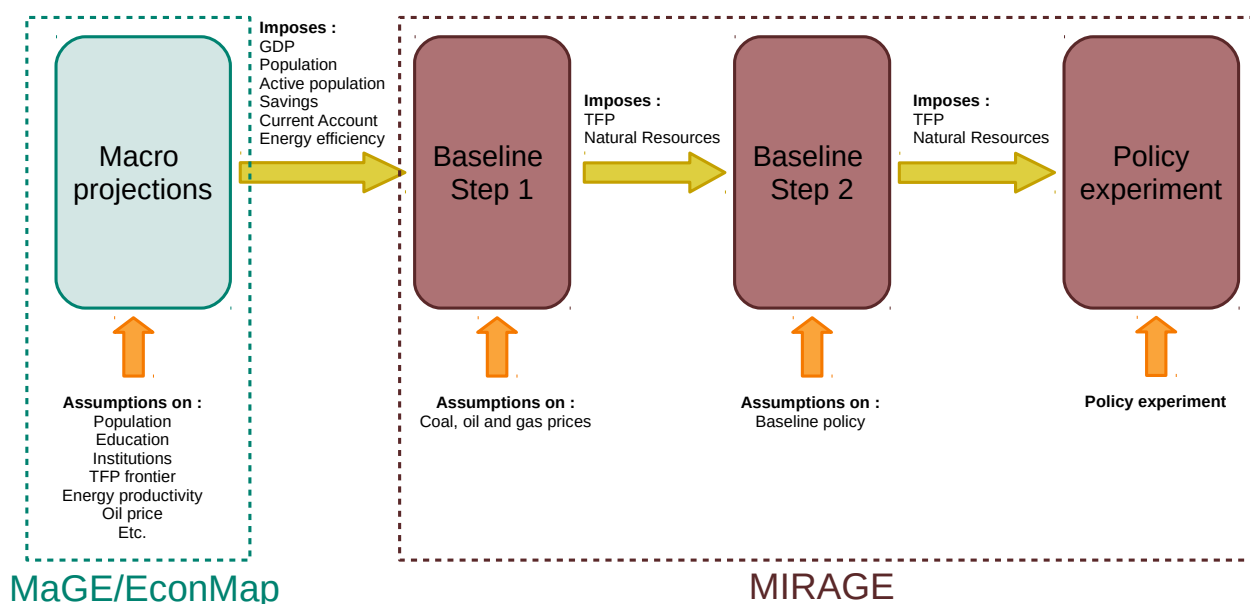 Macro
projections
Imposes :
GDP
Population
Active population
Savings
Current Account
Energy efficiency
Baseline
Step 1
Imposes :
TFP
Natural Resources
Baseline
Step 2
Imposes :
TFP
Natural Resources
Policy
experiment
Assumptions on :
Population
Education
Institutions
TFP frontier
Energy productivity
Oil price
Etc.
Assumptions on :
Coal, oil and gas prices
Assumptions on :
Baseline policy
Policy experiment
MaGE/EconMap
MIRAGE